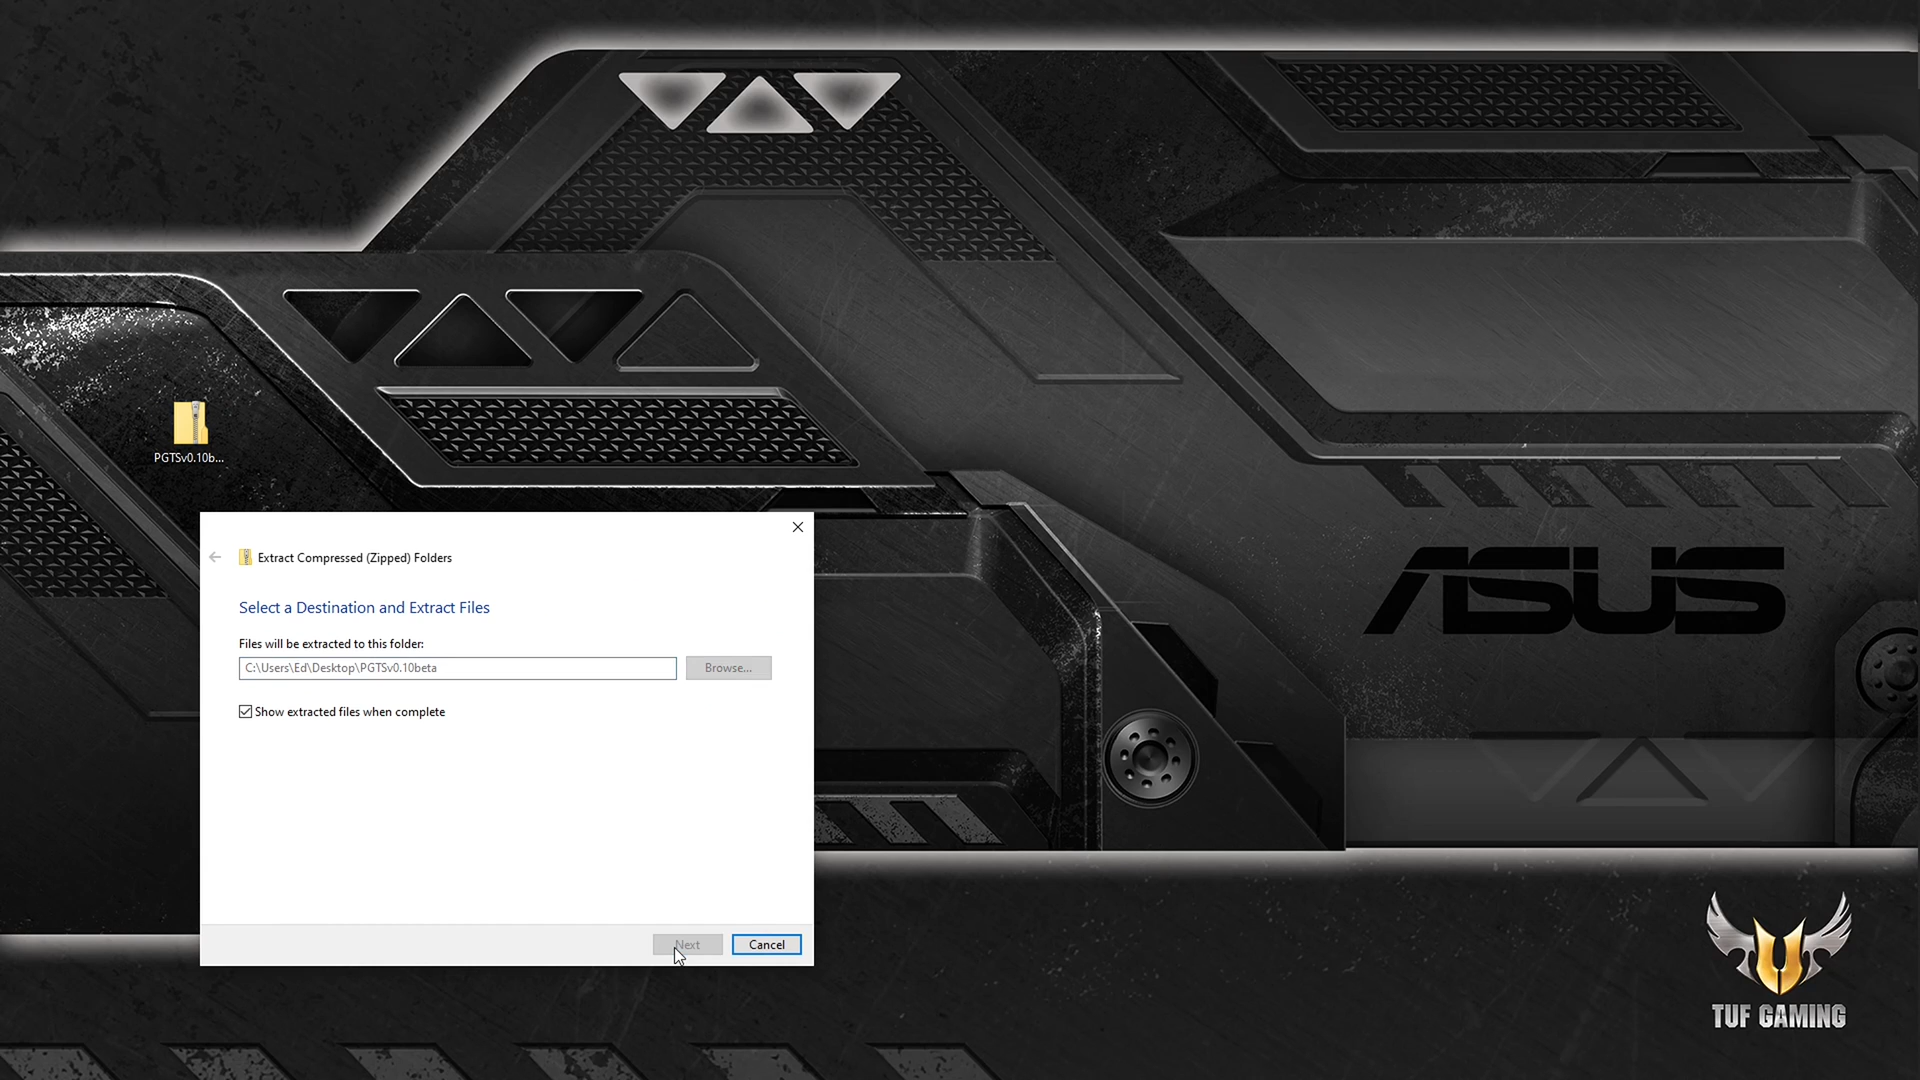 PGTSv0.10b...
Extract Compressed (Zipped) Folders
Select a Destination and Extract Files
Files will be extracted to this folder:
C:\Users\Ed\Desktop\PGTSv0.10beta
Browse...
Show extracted files when complete
Next
Cancel
ASUS
TUF GAMING